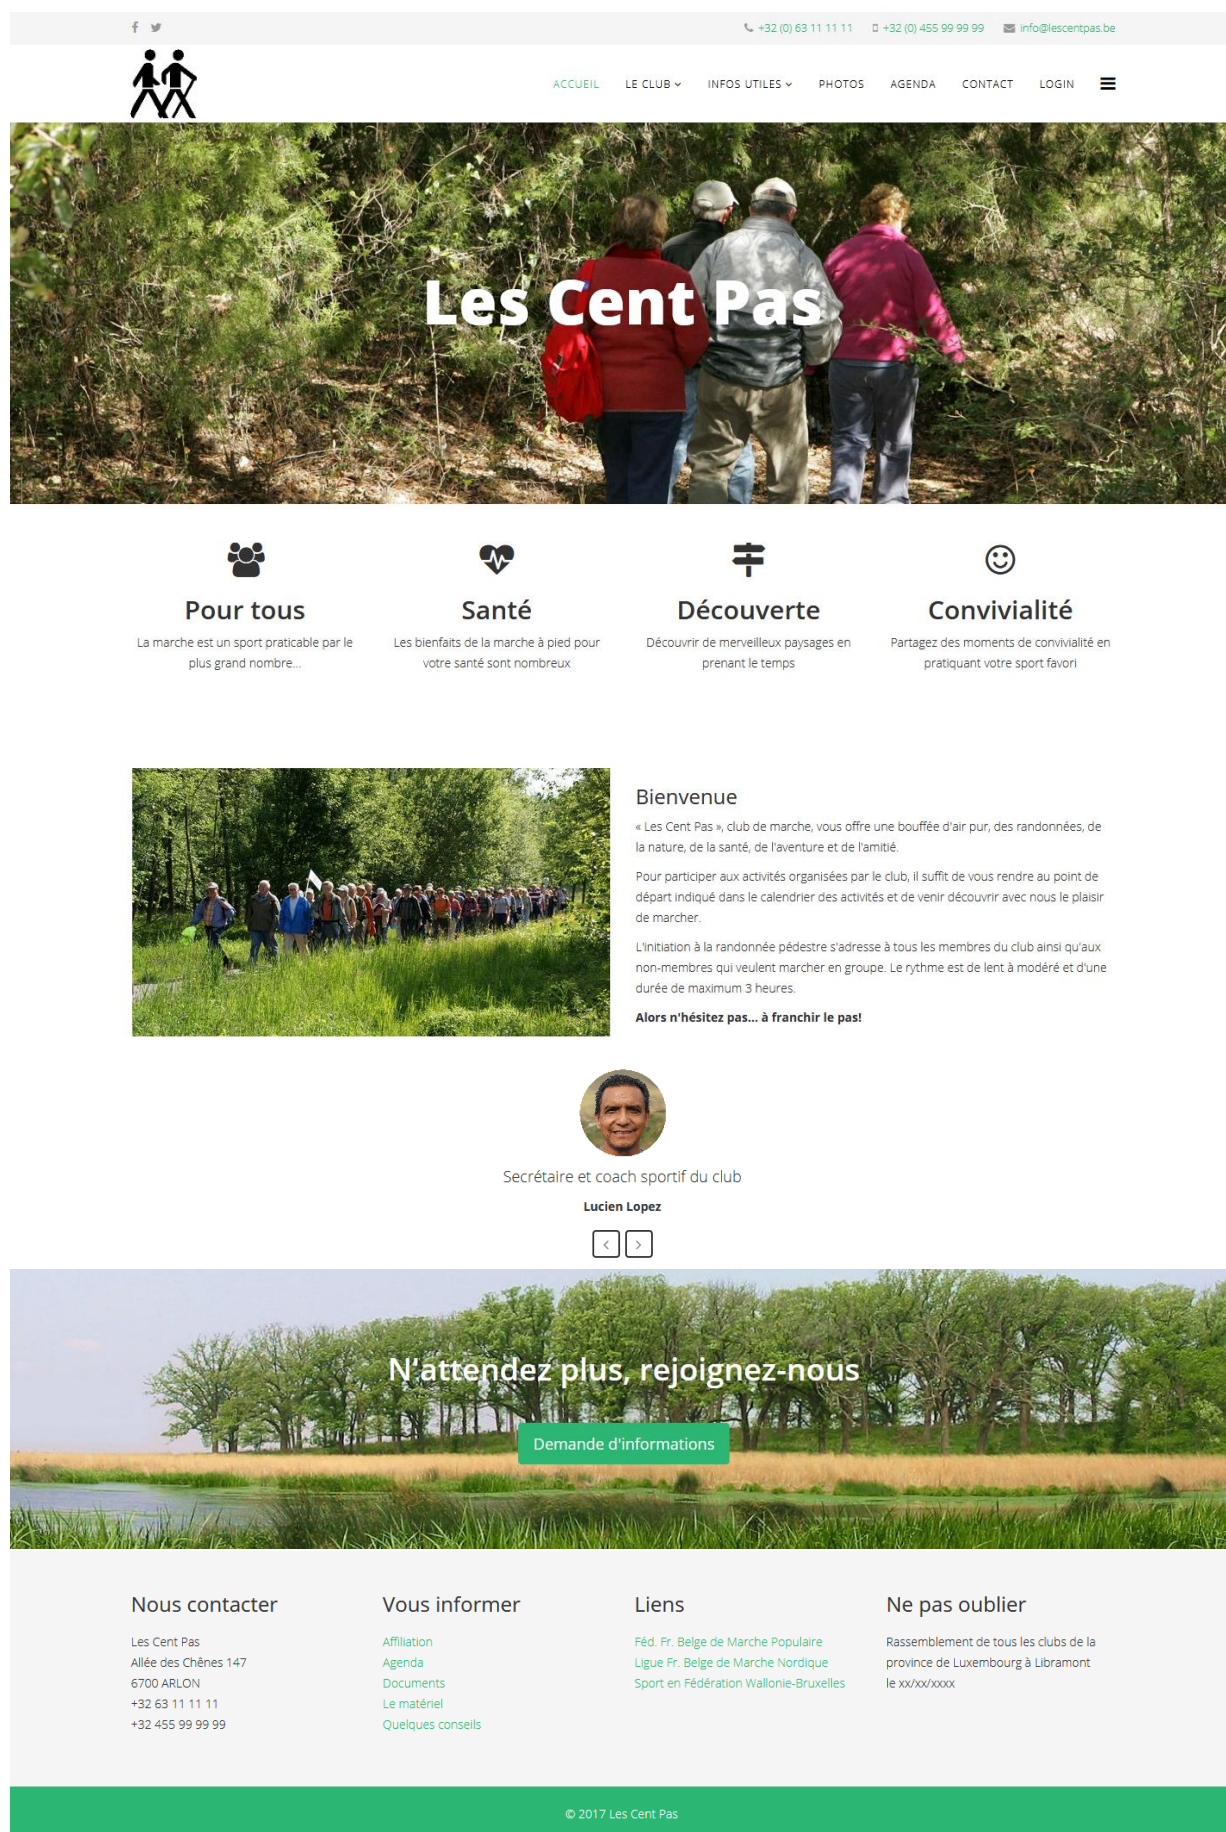 +32 (0) 63 11 11 11 +32 (0) 455 99 99 99 info@lescentpas.be
ACCUEIL LE CLUB INFOS UTILES PHOTOS AGENDA CONTACT LOGIN
Les Cent Pas
Pour tous
La marche est un sport praticable par le
plus grand nombre...
Santé
Les bienfaits de la marche à pied pour
votre santé sont nombreux
Découverte
Découvrir de merveilleux paysages en
prenant le temps
Convivialité
Partagez des moments de convivialité en
pratiquant votre sport favori
Bienvenue
« Les Cent Pas », club de marche, vous offre une bouffée d'air pur, des randonnées, de
la nature, de la santé, de l'aventure et de l'amitié.
Pour participer aux activités organisées par le club, il suffit de vous rendre au point de
départ indiqué dans le calendrier des activités et de venir découvrir avec nous le plaisir
de marcher.
L'initiation à la randonnée pédestre s'adresse à tous les membres du club ainsi qu'aux
non-membres qui veulent marcher en groupe. Le rythme est de lent à modéré et d'une
durée de maximum 3 heures.
Alors n'hésitez pas... à franchir le pas!
Secrétaire et coach sportif du club
Lucien Lopez
N'attendez plus, rejoignez-nous
Demande d'informations
Nous contacter
Les Cent Pas
Allée des Chênes 147
6700 ARLON
+32 63 11 11 11
+32 455 99 99 99
Vous informer
Affiliation
Agenda
Documents
Le matériel
Quelques conseils
Liens
Féd. Fr. Belge de Marche Populaire
Ligue Fr. Belge de Marche Nordique
Sport en Fédération Wallonie-Bruxelles
Ne pas oublier
Rassemblement de tous les clubs de la
province de Luxembourg à Libramont
le xx/xx/xxxx
© 2017 Les Cent Pas